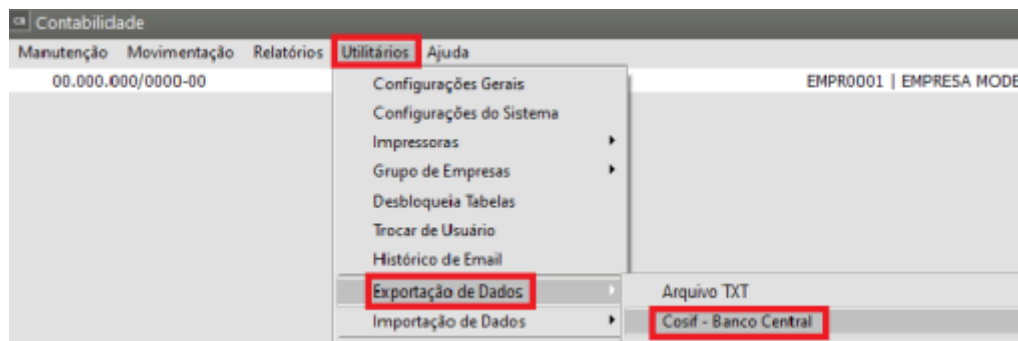 CB Contabilidade
Manutenção Movimentação Relatórios Utilitários Ajuda
00.000.000/0000-00 EMPR0001 | EMPRESA MODE
Configurações Gerais
Configurações do Sistema
Impressoras
Grupo de Empresas
Desbloqueia Tabelas
Trocar de Usuário
Histórico de Email
Exportação de Dados Arquivo TXT
Importação de Dados Cosif - Banco Central